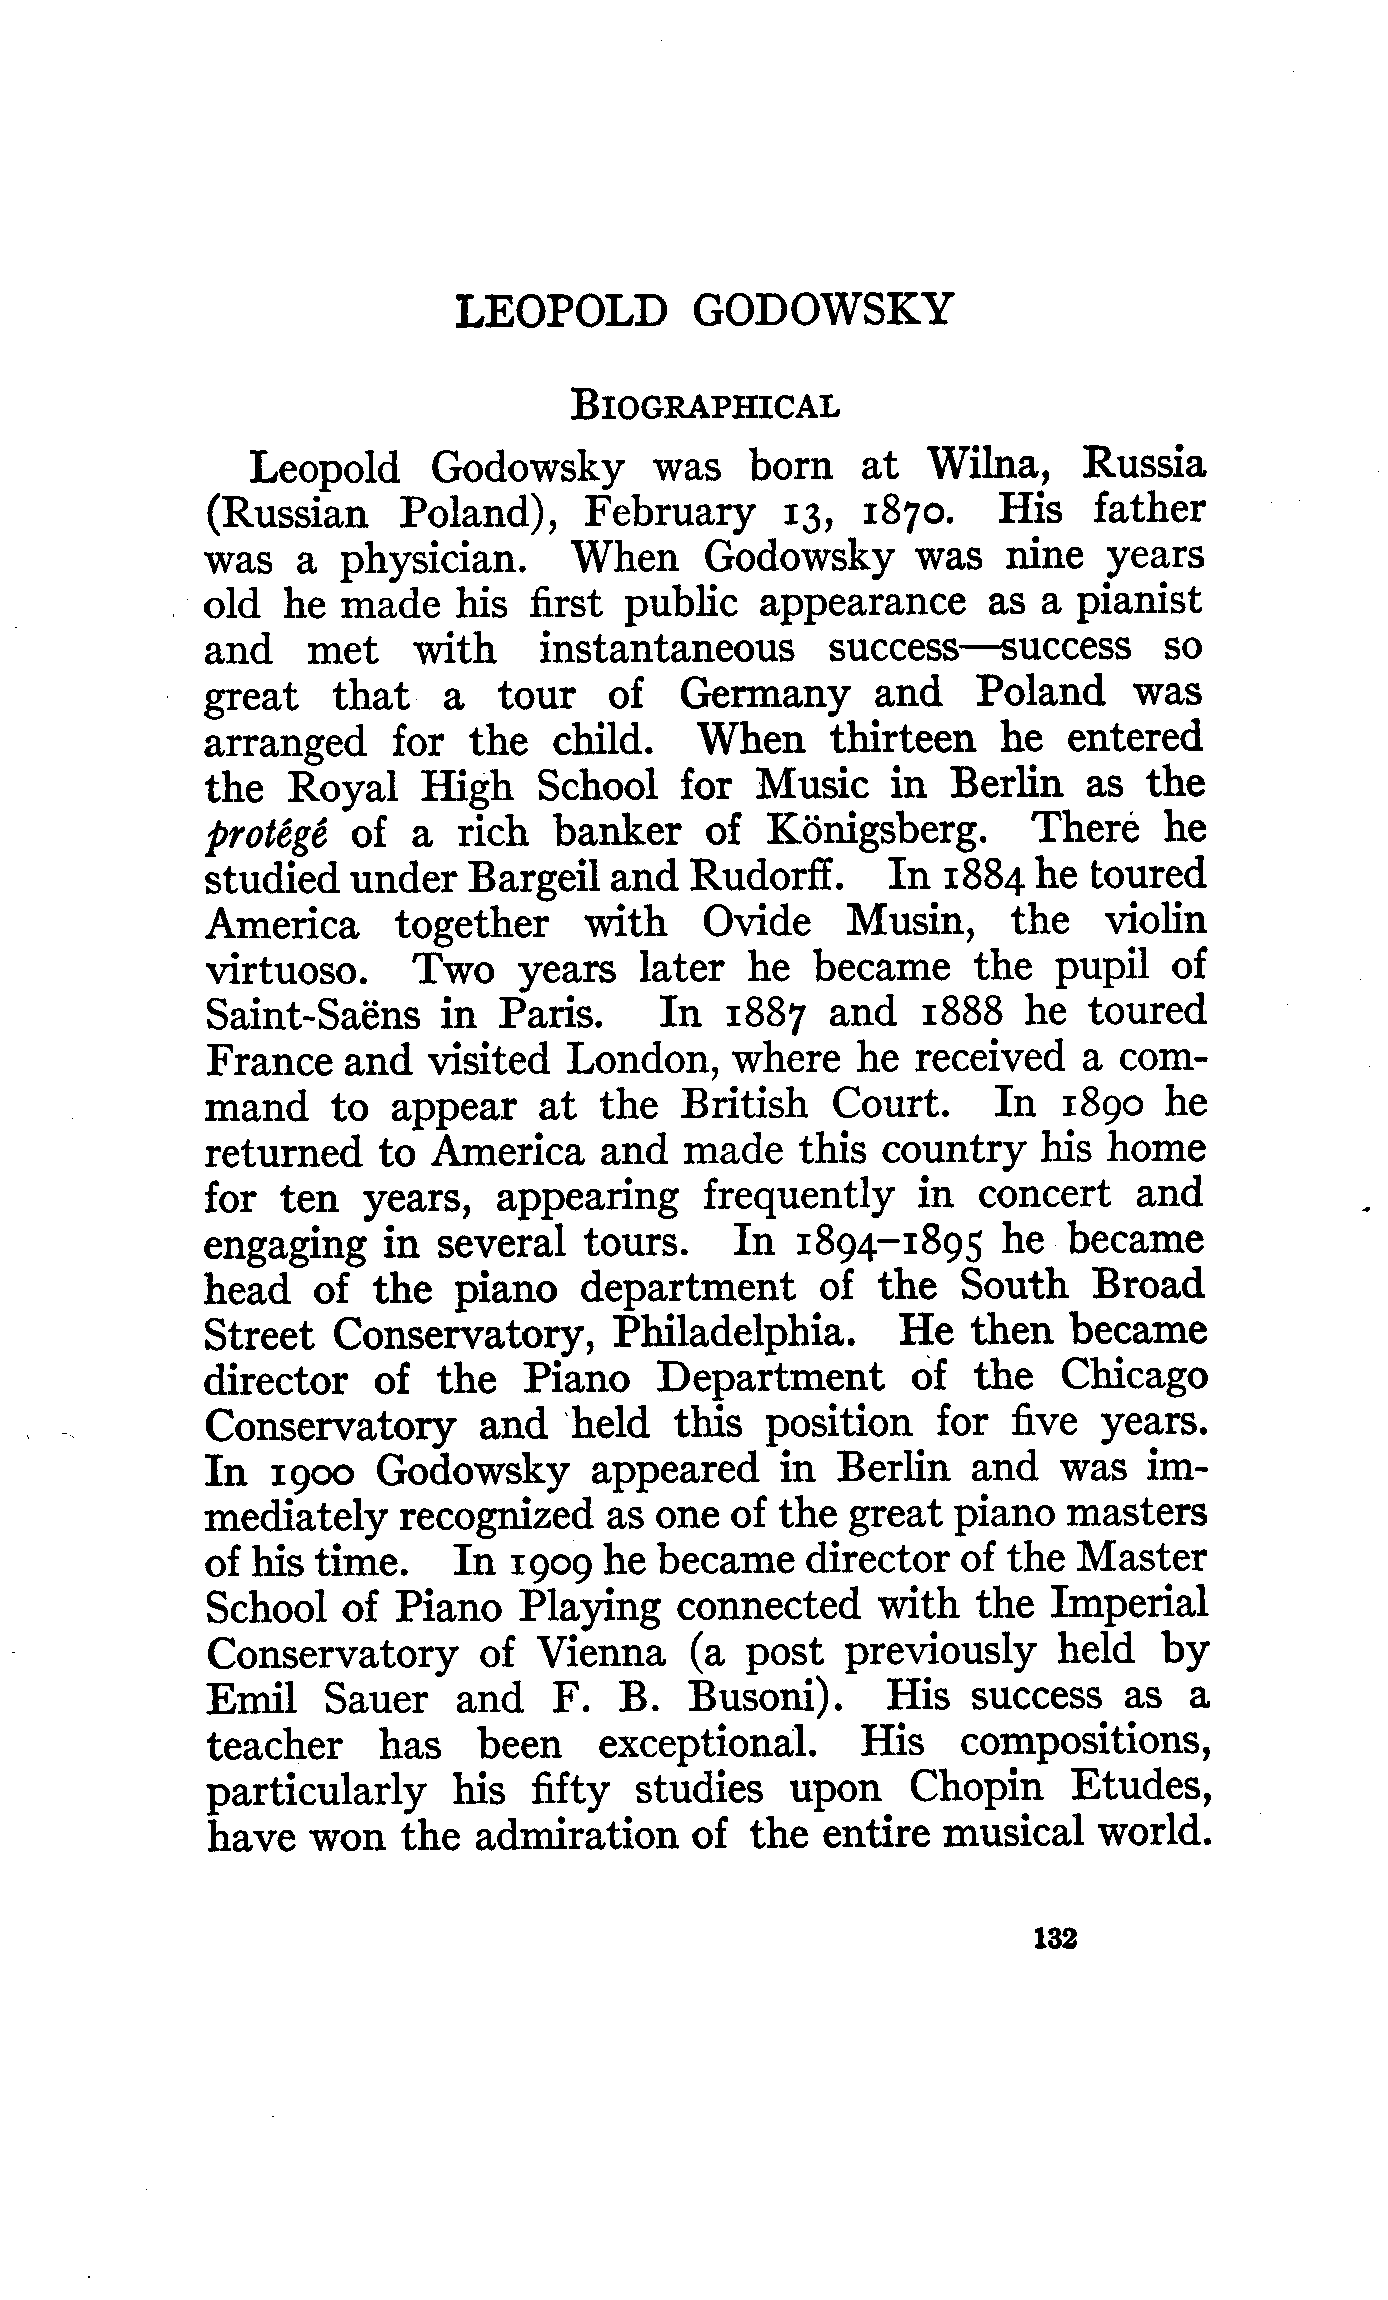 LEOPOLD GODOWSKY
BIOGRAPHICAL
Leopold Godowsky was born at Wilna, Russia
(Russian Poland), February 13, 1870. His father
was a physician. When Godowsky was nine years
old he made his first public appearance as a pianist
and met with instantaneous success—success so
great that a tour of Germany and Poland was
arranged for the child. When thirteen he entered
the Royal High School for Music in Berlin as the
protégé of a rich banker of Königsberg. There he
studied under Bargeil and Rudorff. In 1884 he toured
America together with Ovide Musin, the violin
virtuoso. Two years later he became the pupil of
Saint-Saëns in Paris. In 1887 and 1888 he toured
France and visited London, where he received a com-
mand to appear at the British Court. In 1890 he
returned to America and made this country his home
for ten years, appearing frequently in concert and
engaging in several tours. In 1894–1895 he became
head of the piano department of the South Broad
Street Conservatory, Philadelphia. He then became
director of the Piano Department of the Chicago
Conservatory and held this position for five years.
In 1900 Godowsky appeared in Berlin and was im-
mediately recognized as one of the great piano masters
of his time. In 1909 he became director of the Master
School of Piano Playing connected with the Imperial
Conservatory of Vienna (a post previously held by
Emil Sauer and F. B. Busoni). His success as a
teacher has been exceptional. His compositions,
particularly his fifty studies upon Chopin Etudes,
have won the admiration of the entire musical world.
132